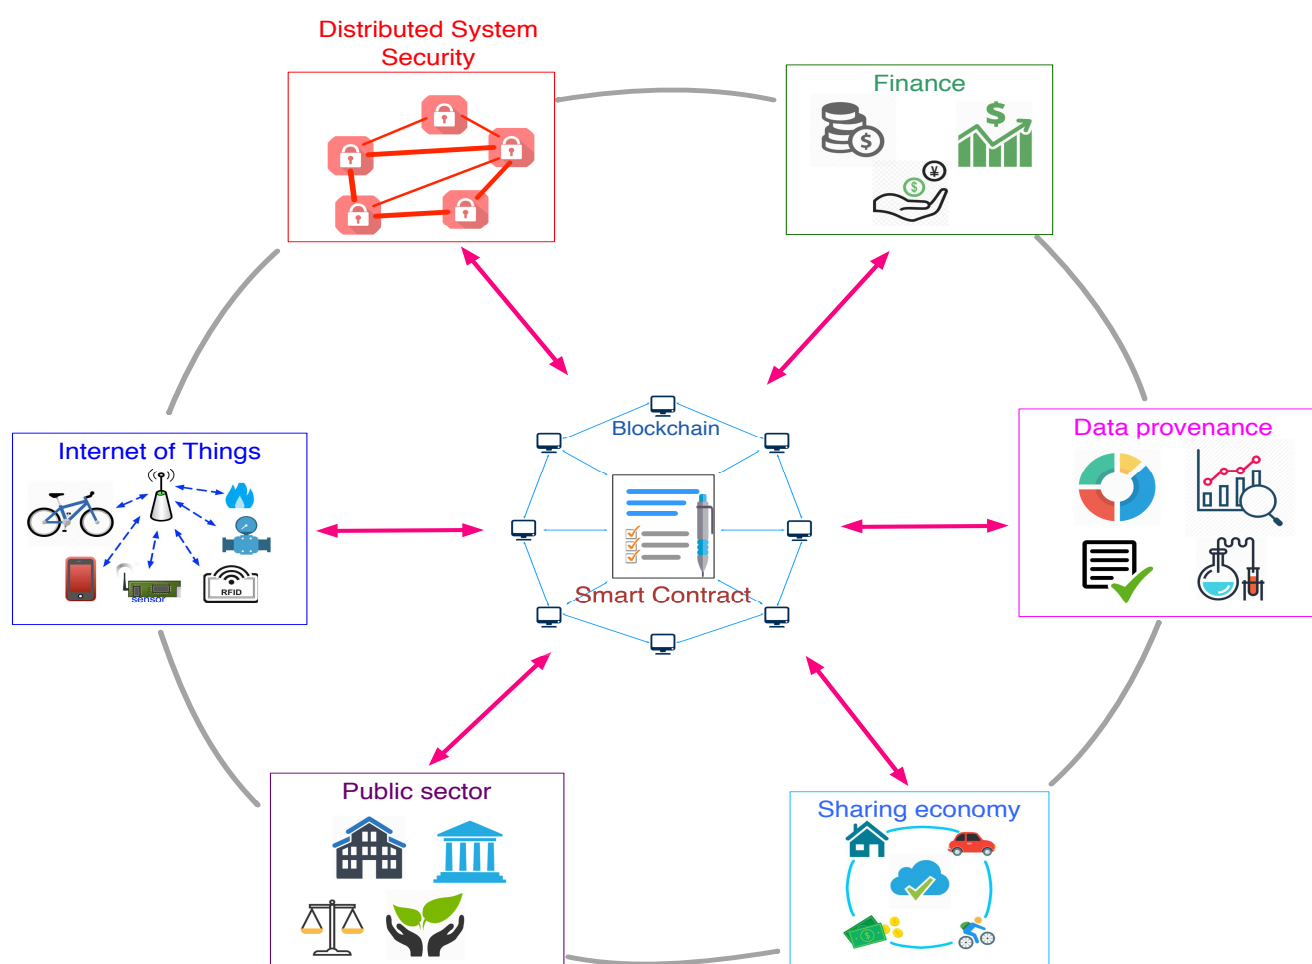 Distributed System
Security
Finance
$
$
¥
$
Blockchain
Smart Contract
Internet of Things
sensor
RFID
Data provenance
Public sector
Sharing economy
$